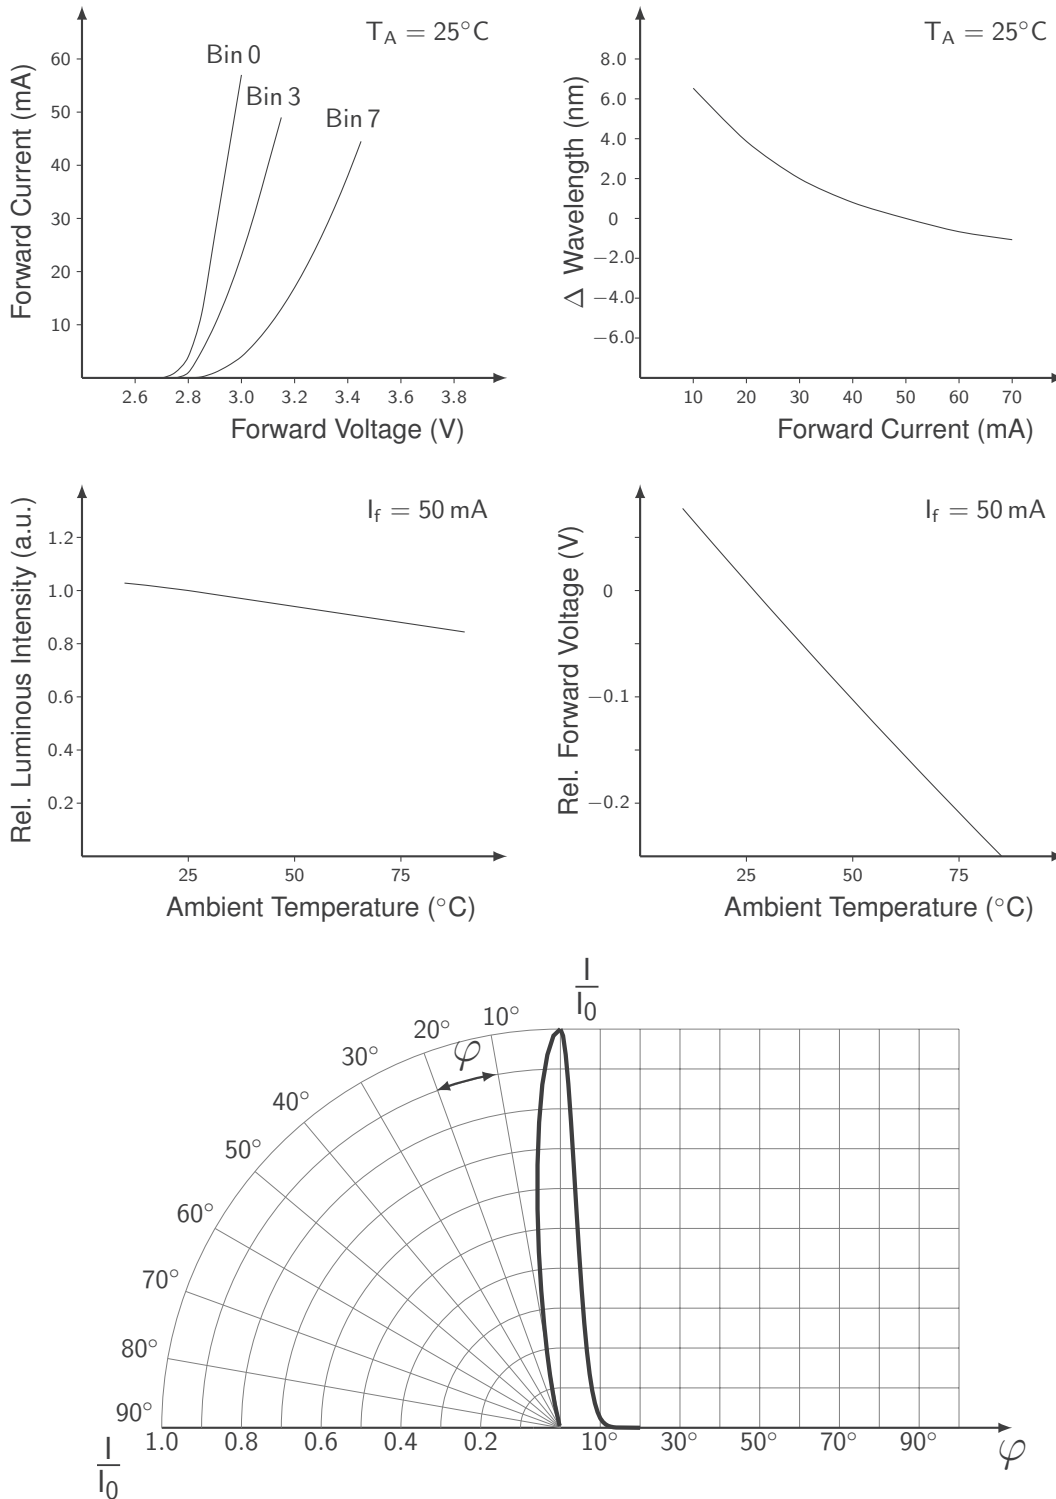 T_A = 25°C
Forward Current (mA)
60
50
40
30
20
10
Bin 0
Bin 3
Bin 7
2.6 2.8 3.0 3.2 3.4 3.6 3.8
Forward Voltage (V)
T_A = 25°C
Δ Wavelength (nm)
8.0
6.0
4.0
2.0
0
−2.0
−4.0
−6.0
10 20 30 40 50 60 70
Forward Current (mA)
I_f = 50 mA
Rel. Luminous Intensity (a.u.)
1.2
1.0
0.8
0.6
0.4
0.2
25 50 75
Ambient Temperature (°C)
I_f = 50 mA
Rel. Forward Voltage (V)
0
−0.1
−0.2
25 50 75
Ambient Temperature (°C)
I
I_0
10°
20°
φ
30°
40°
50°
60°
70°
80°
90°
1.0 0.8 0.6 0.4 0.2 10° 30° 50° 70° 90° φ
I
I_0